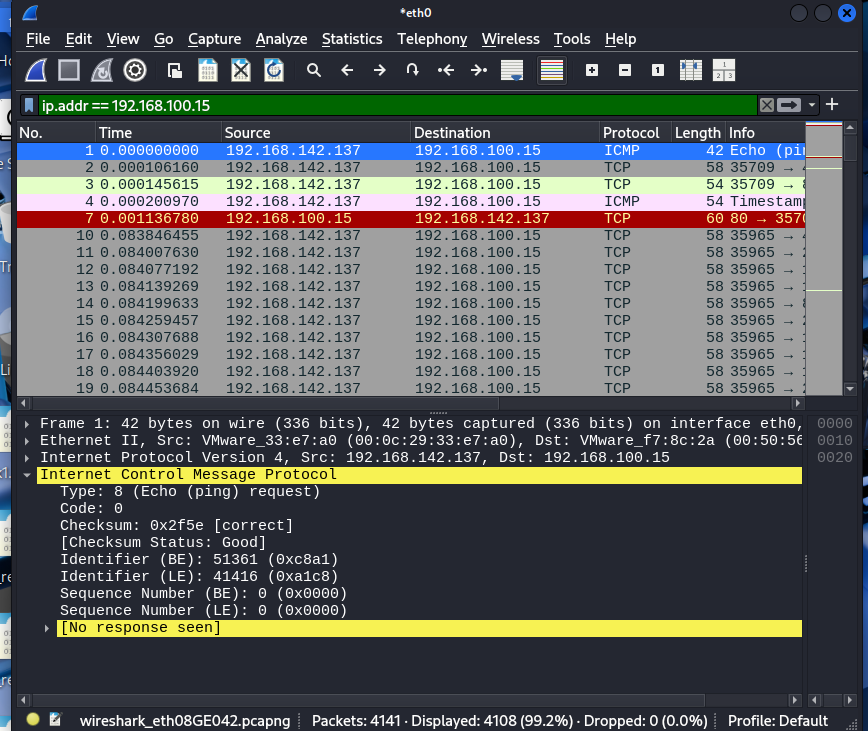 *eth0
File Edit View Go Capture Analyze Statistics Telephony Wireless Tools Help
ip.addr == 192.168.100.15
No. Time Source Destination Protocol Length Info
1 0.000000000 192.168.142.137 192.168.100.15 ICMP 42 Echo (pin
2 0.000106160 192.168.142.137 192.168.100.15 TCP 58 35709 →
3 0.000145615 192.168.142.137 192.168.100.15 TCP 54 35709 →
4 0.000200970 192.168.142.137 192.168.100.15 ICMP 54 Timestamp
7 0.001136780 192.168.100.15 192.168.142.137 TCP 60 80 → 3570
10 0.083846455 192.168.142.137 192.168.100.15 TCP 58 35965 →
11 0.084007630 192.168.142.137 192.168.100.15 TCP 58 35965 →
12 0.084077192 192.168.142.137 192.168.100.15 TCP 58 35965 →
13 0.084139269 192.168.142.137 192.168.100.15 TCP 58 35965 →
14 0.084199633 192.168.142.137 192.168.100.15 TCP 58 35965 →
15 0.084259457 192.168.142.137 192.168.100.15 TCP 58 35965 →
16 0.084307688 192.168.142.137 192.168.100.15 TCP 58 35965 →
17 0.084356029 192.168.142.137 192.168.100.15 TCP 58 35965 →
18 0.084403920 192.168.142.137 192.168.100.15 TCP 58 35965 →
19 0.084453684 192.168.142.137 192.168.100.15 TCP 58 35965 →
Frame 1: 42 bytes on wire (336 bits), 42 bytes captured (336 bits) on interface eth0, 0000
Ethernet II, Src: VMware_33:e7:a0 (00:0c:29:33:e7:a0), Dst: VMware_f7:8c:2a (00:50:56 0010
Internet Protocol Version 4, Src: 192.168.142.137, Dst: 192.168.100.15 0020
Internet Control Message Protocol
Type: 8 (Echo (ping) request)
Code: 0
Checksum: 0x2f5e [correct]
[Checksum Status: Good]
Identifier (BE): 51361 (0xc8a1)
Identifier (LE): 41416 (0xa1c8)
Sequence Number (BE): 0 (0x0000)
Sequence Number (LE): 0 (0x0000)
[No response seen]
wireshark_eth08GE042.pcapng Packets: 4141 · Displayed: 4108 (99.2%) · Dropped: 0 (0.0%) Profile: Default